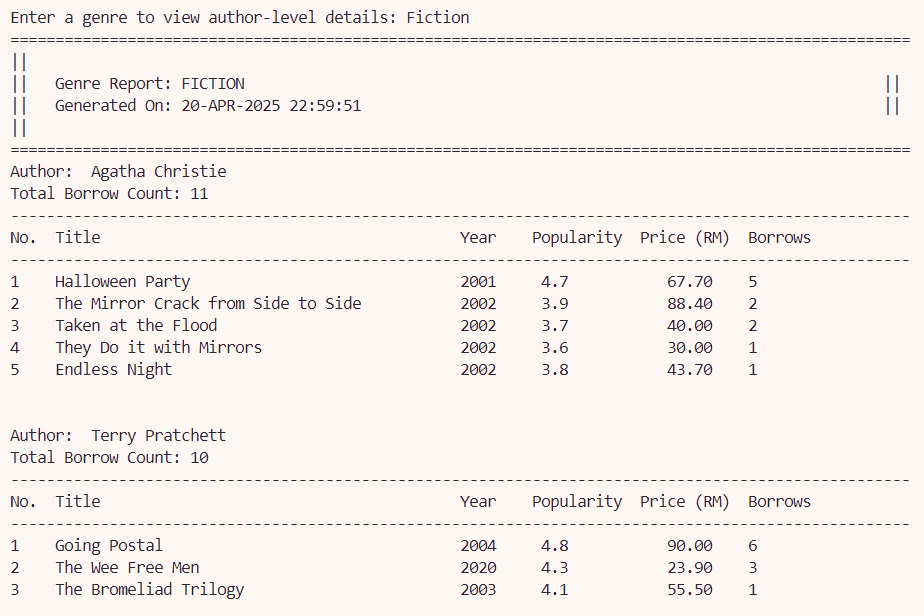 Enter a genre to view author-level details: Fiction
====================================================================================================
||
||   Genre Report: FICTION                                                                       ||
||   Generated On: 20-APR-2025 22:59:51                                                          ||
||
====================================================================================================
Author:  Agatha Christie
Total Borrow Count: 11
----------------------------------------------------------------------------------------------------
No.  Title                                        Year    Popularity  Price (RM)  Borrows
----------------------------------------------------------------------------------------------------
1    Halloween Party                              2001     4.7           67.70    5
2    The Mirror Crack from Side to Side           2002     3.9           88.40    2
3    Taken at the Flood                           2002     3.7           40.00    2
4    They Do it with Mirrors                      2002     3.6           30.00    1
5    Endless Night                                2002     3.8           43.70    1
Author:  Terry Pratchett
Total Borrow Count: 10
----------------------------------------------------------------------------------------------------
No.  Title                                        Year    Popularity  Price (RM)  Borrows
----------------------------------------------------------------------------------------------------
1    Going Postal                                 2004     4.8           90.00    6
2    The Wee Free Men                             2020     4.3           23.90    3
3    The Bromeliad Trilogy                        2003     4.1           55.50    1